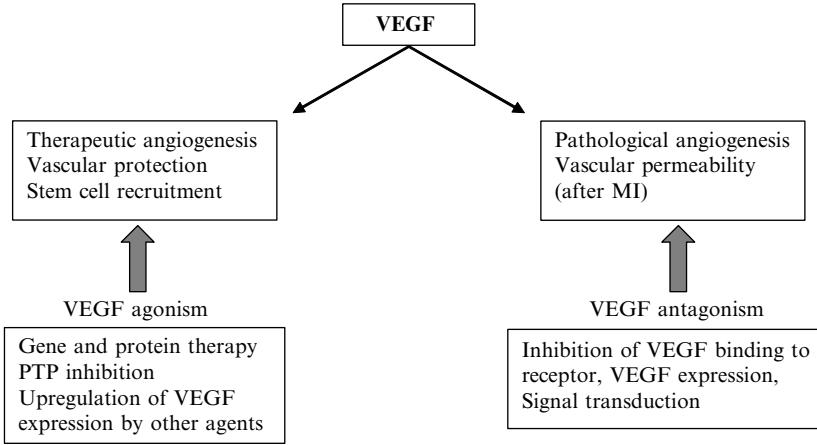 VEGF
Therapeutic angiogenesis
Vascular protection
Stem cell recruitment
Pathological angiogenesis
Vascular permeability
(after MI)
VEGF agonism
VEGF antagonism
Gene and protein therapy
PTP inhibition
Upregulation of VEGF
expression by other agents
Inhibition of VEGF binding to
receptor, VEGF expression,
Signal transduction